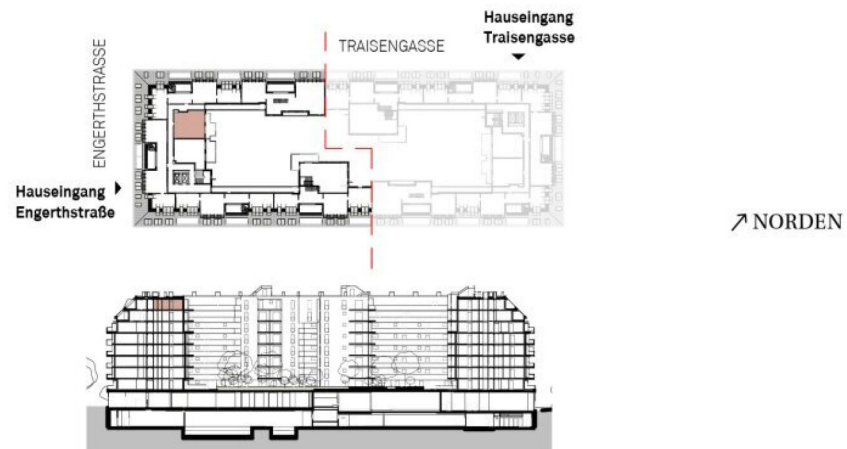 Hauseingang
Traisengasse
TRAISENGASSE
ENGERTHSTRASSE
Hauseingang
Engerthstraße
↗ NORDEN